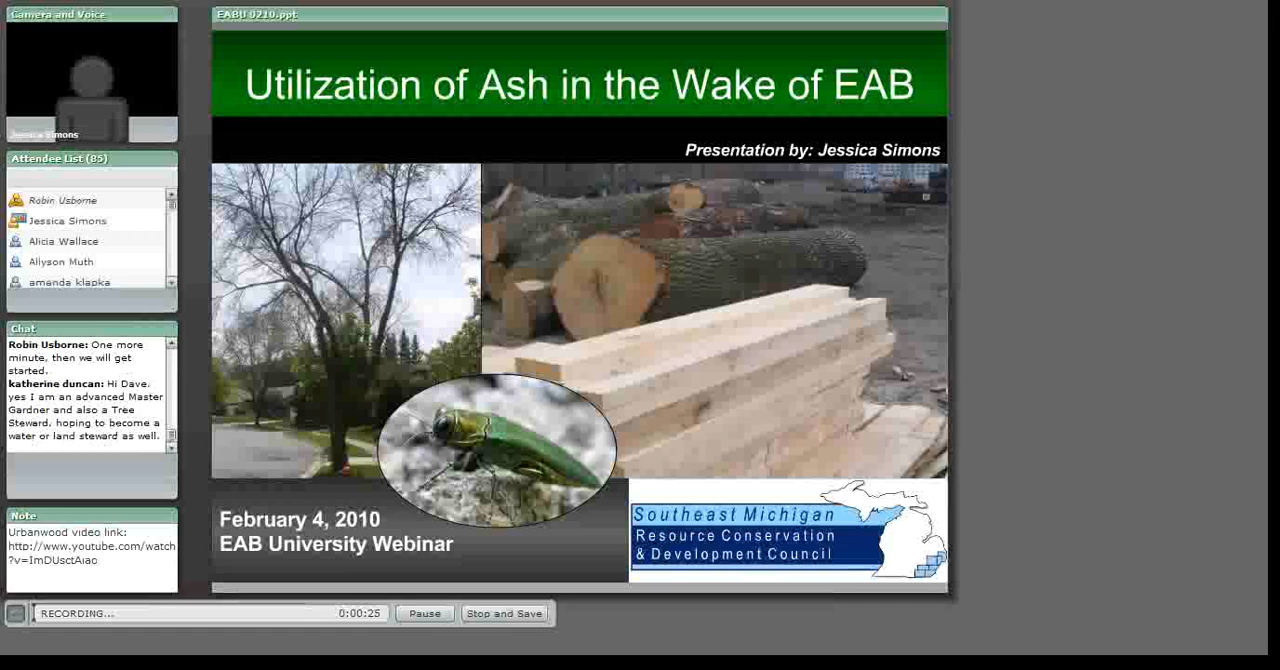 Camera and Voice
Jessica Simons
Attendee List (85)
Robin Usborne
Jessica Simons
Alicia Wallace
Allyson Muth
amanda klapka
Chat
Robin Usborne: One more
minute, then we will get
started.
katherine duncan: Hi Dave.
yes I am an advanced Master
Gardner and also a Tree
Steward. hoping to become a
water or land steward as well.
Note
Urbanwood video link:
http://www.youtube.com/watch
EABU 0210.ppt
Utilization of Ash in the Wake of EAB
Presentation by: Jessica Simons
February 4, 2010
EAB University Webinar
Southeast Michigan
Resource Conservation
& Development Council
RECORDING...
0:00:25
Pause
Stop and Save